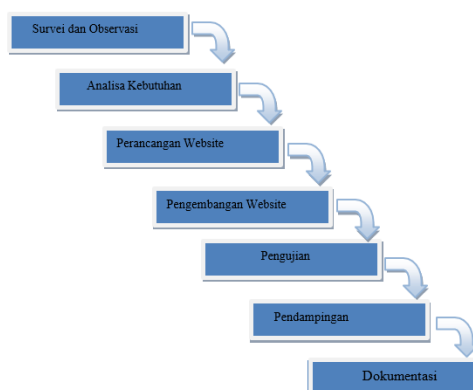 Survei dan Observasi
Analisa Kebutuhan
Perancangan Website
Pengembangan Website
Pengujian
Pendampingan
Dokumentasi